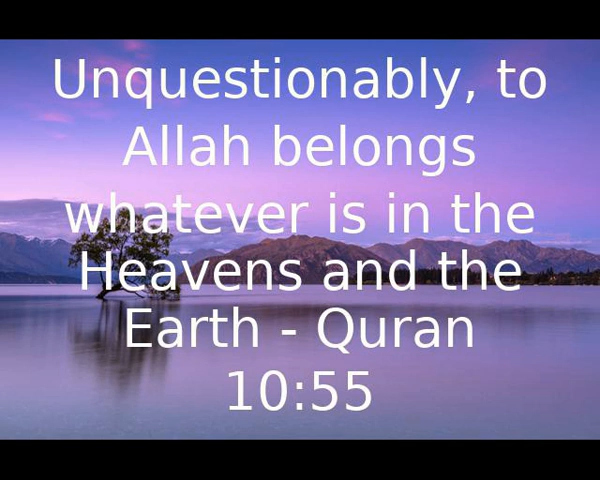 Unquestionably, to
Allah belongs
whatever is in the
Heavens and the
Earth - Quran
10:55